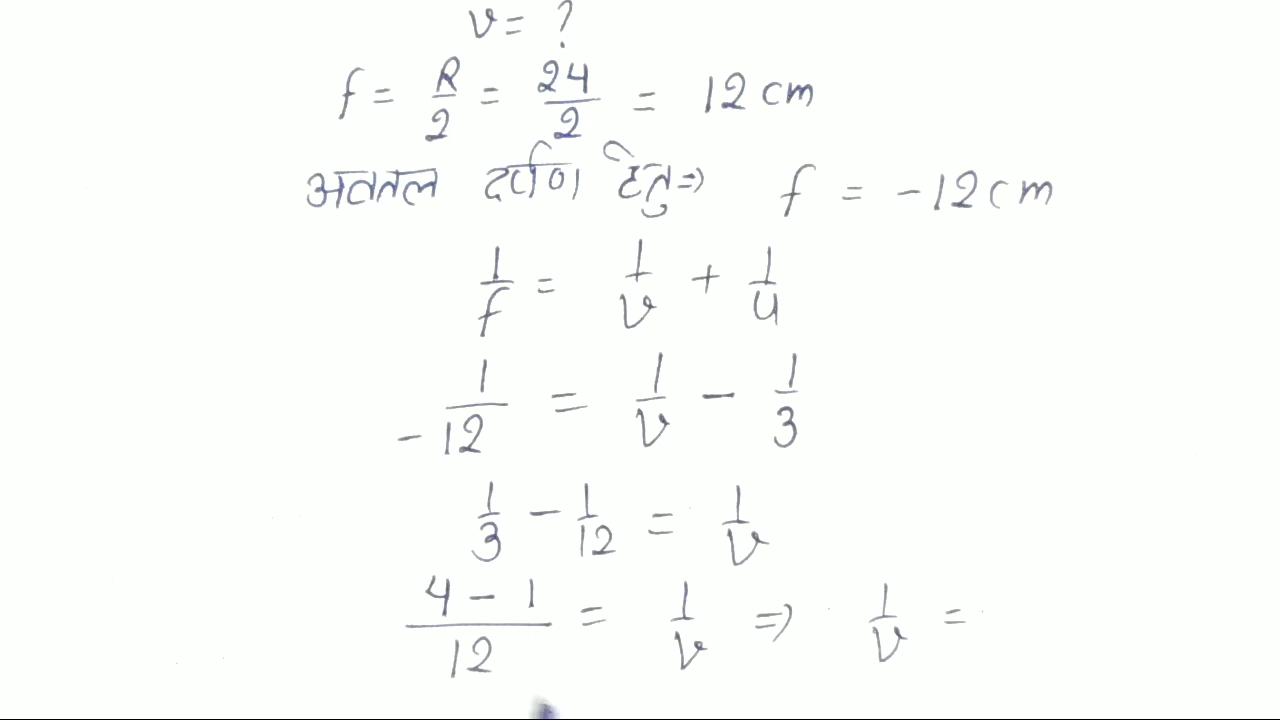 v = ?
f = R/2 = 24/2 = 12 cm
अवतल दर्पण हेतु ⇒ f = -12 cm
1/f = 1/v + 1/u
1/-12 = 1/v - 1/3
1/3 - 1/12 = 1/v
4 - 1/12 = 1/v ⇒ 1/v =